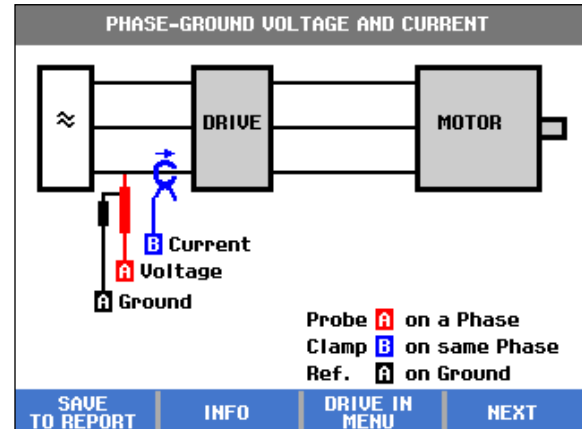 PHASE-GROUND VOLTAGE AND CURRENT
≈
DRIVE
MOTOR
B Current
A Voltage
A Ground
Probe A on a Phase
Clamp B on same Phase
Ref. A on Ground
SAVE
TO REPORT
INFO
DRIVE IN
MENU
NEXT